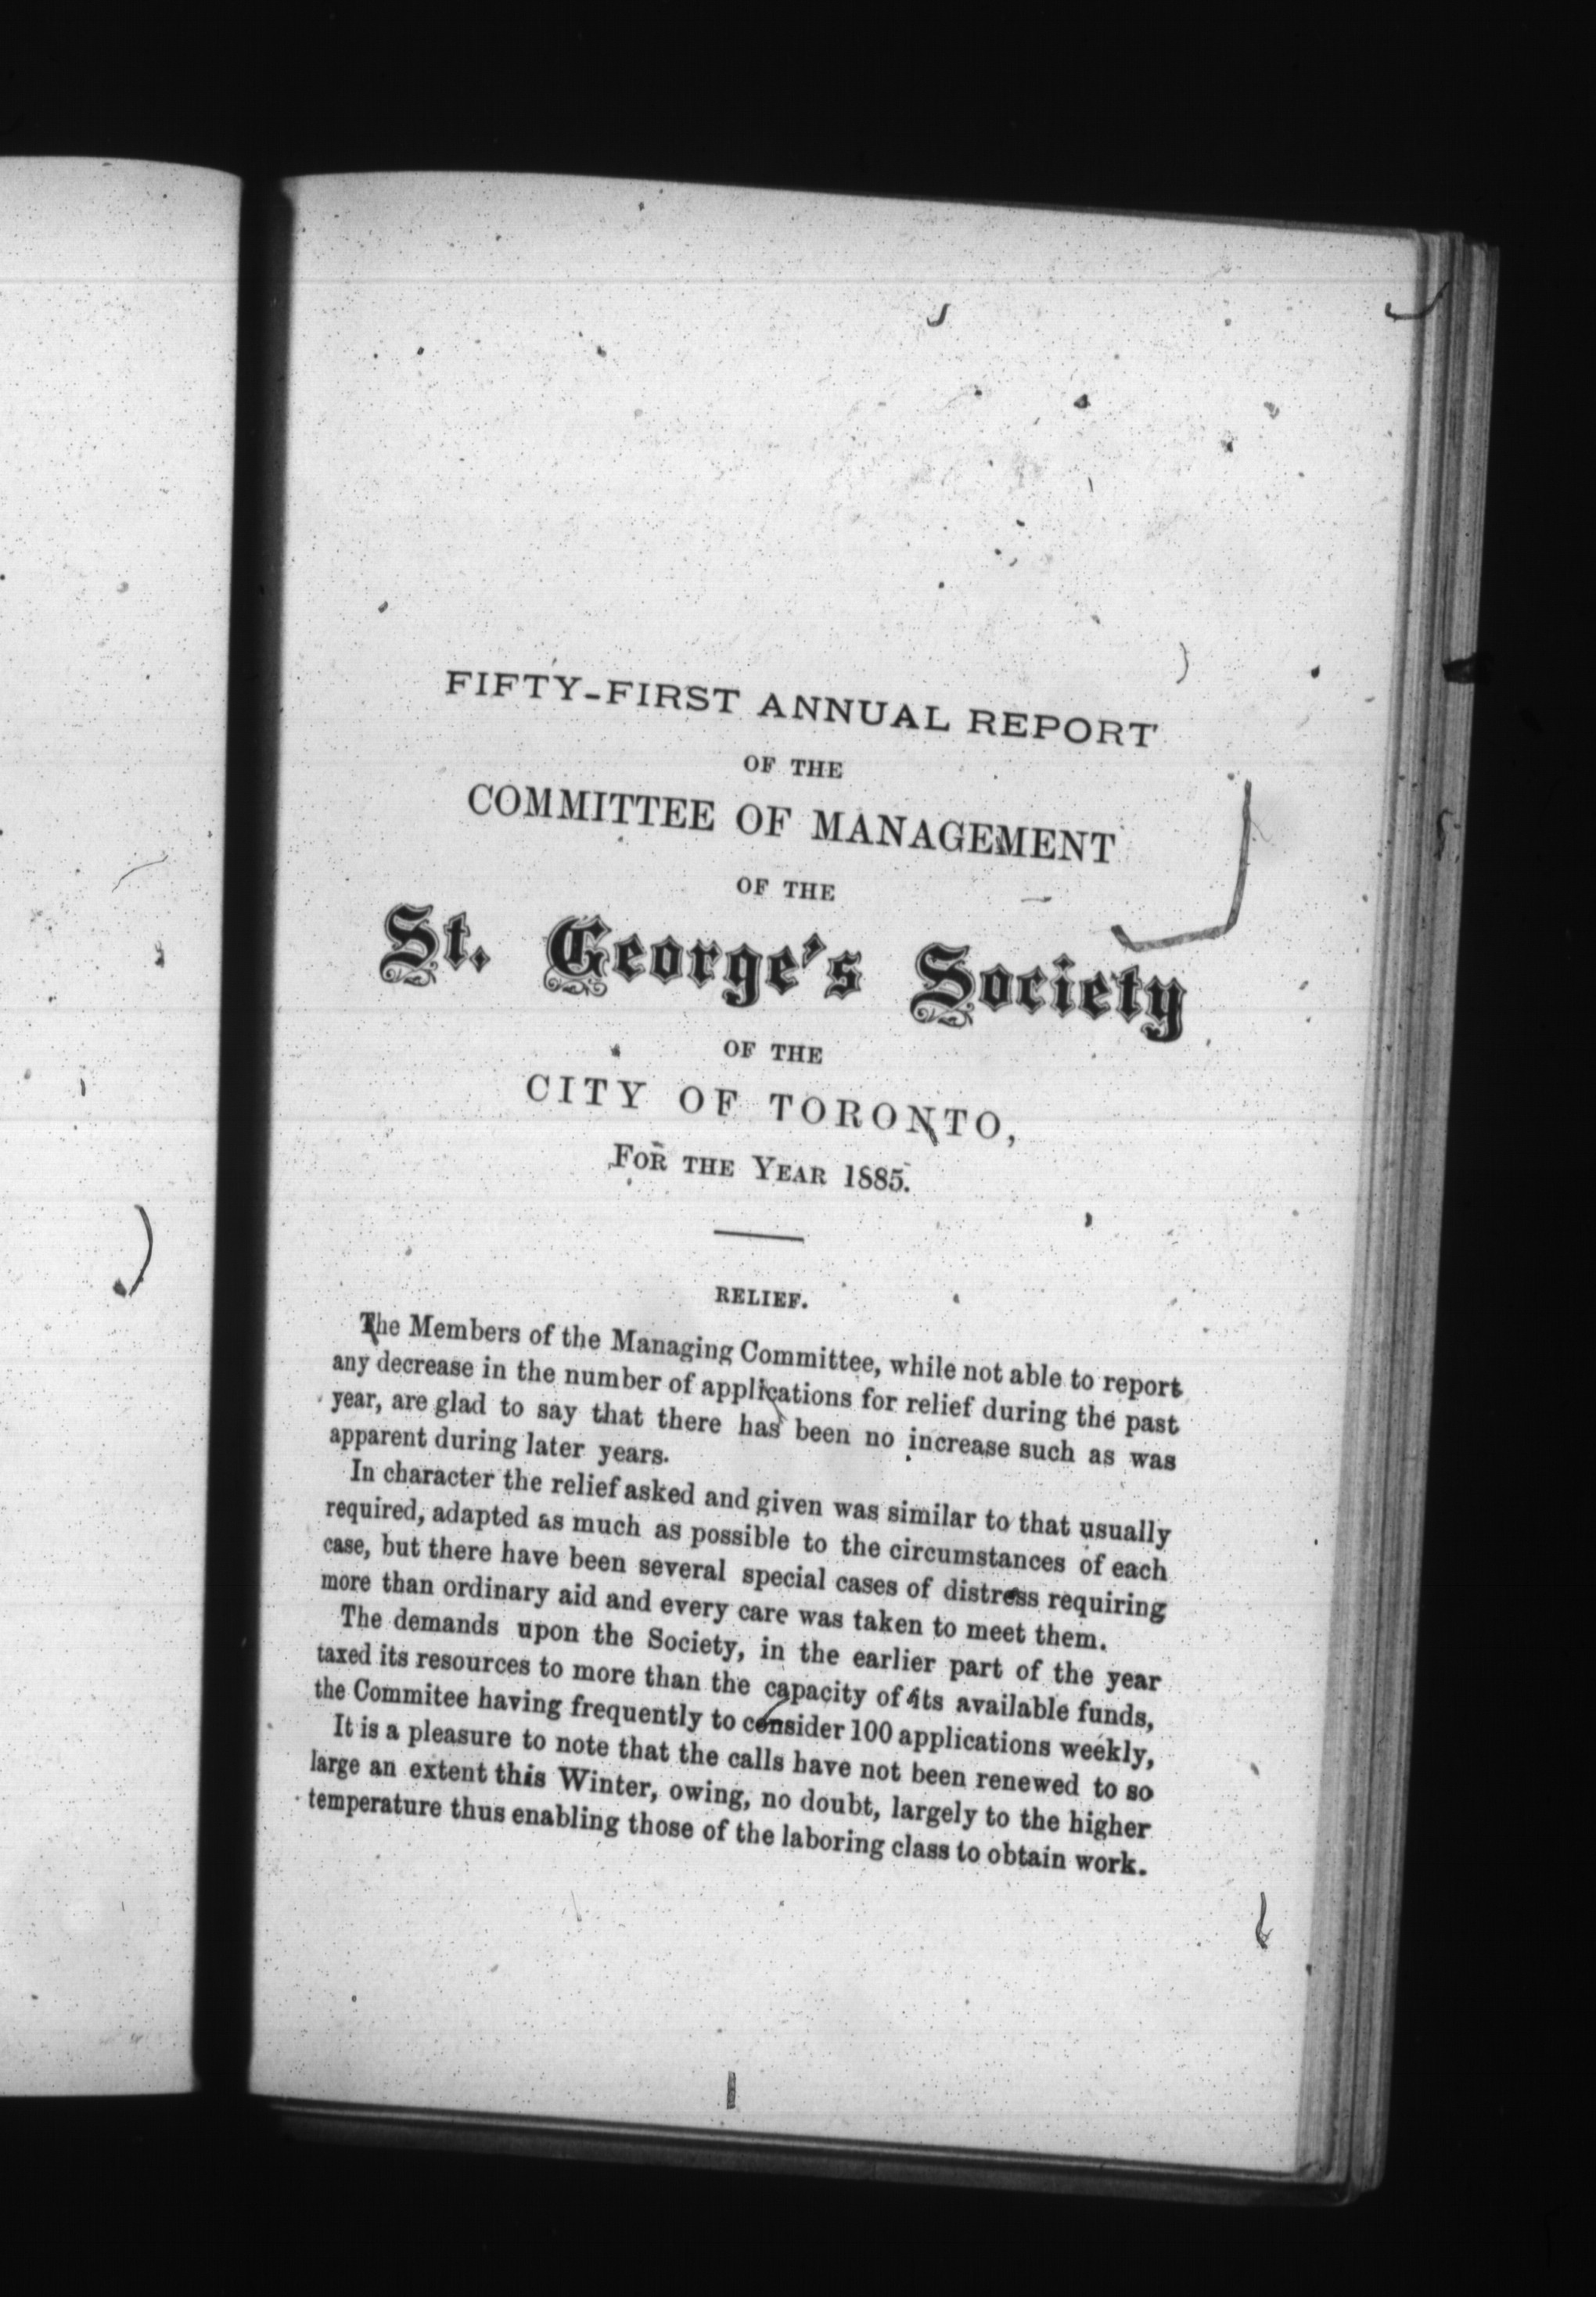 FIFTY-FIRST ANNUAL REPORT
OF THE
COMMITTEE OF MANAGEMENT
OF THE
St. George's Society
OF THE
CITY OF TORONTO,
FOR THE YEAR 1885.
RELIEF.
The Members of the Managing Committee, while not able to report
any decrease in the number of applications for relief during the past
year, are glad to say that there has been no increase such as was
apparent during later years.
In character the relief asked and given was similar to that usually
required, adapted as much as possible to the circumstances of each
case, but there have been several special cases of distress requiring
more than ordinary aid and every care was taken to meet them.
The demands upon the Society, in the earlier part of the year
taxed its resources to more than the capacity of its available funds,
the Commitee having frequently to consider 100 applications weekly,
It is a pleasure to note that the calls have not been renewed to so
large an extent this Winter, owing, no doubt, largely to the higher
temperature thus enabling those of the laboring class to obtain work.